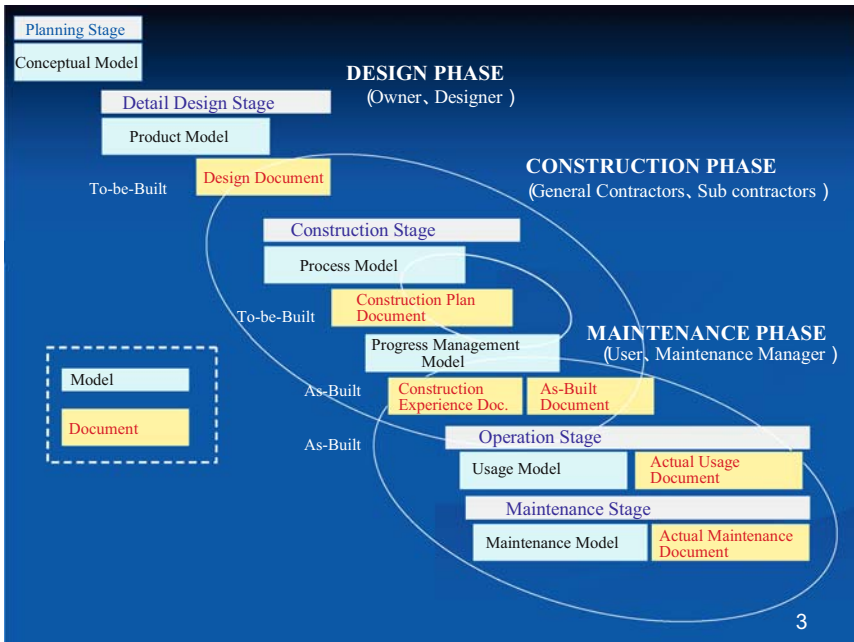 Planning Stage
Conceptual Model
DESIGN PHASE
(Owner、Designer )
Detail Design Stage
Product Model
To-be-Built
Design Document
CONSTRUCTION PHASE
(General Contractors、Sub contractors )
Construction Stage
Process Model
To-be-Built
Construction Plan
Document
MAINTENANCE PHASE
(User、Maintenance Manager )
Progress Management
Model
As-Built
Construction
Experience Doc.
As-Built
Document
Model
Document
As-Built
Operation Stage
Usage Model
Actual Usage
Document
Maintenance Stage
Maintenance Model
Actual Maintenance
Document
3